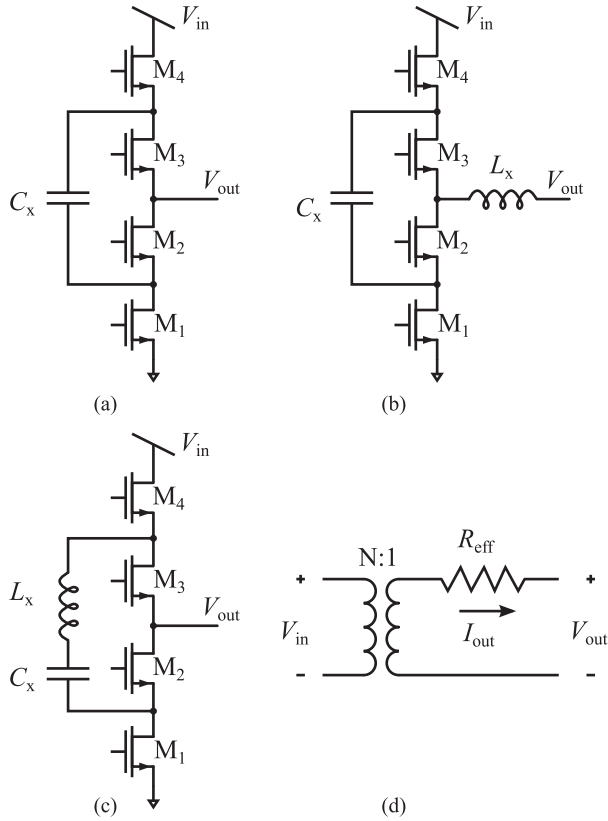 V_in
M_4
M_3
C_x
V_out
M_2
M_1
(a)
V_in
M_4
M_3
L_x
V_out
C_x
M_2
M_1
(b)
V_in
M_4
L_x
M_3
V_out
C_x
M_2
M_1
(c)
N:1
R_eff
+
+
V_in
I_out
V_out
–
–
(d)